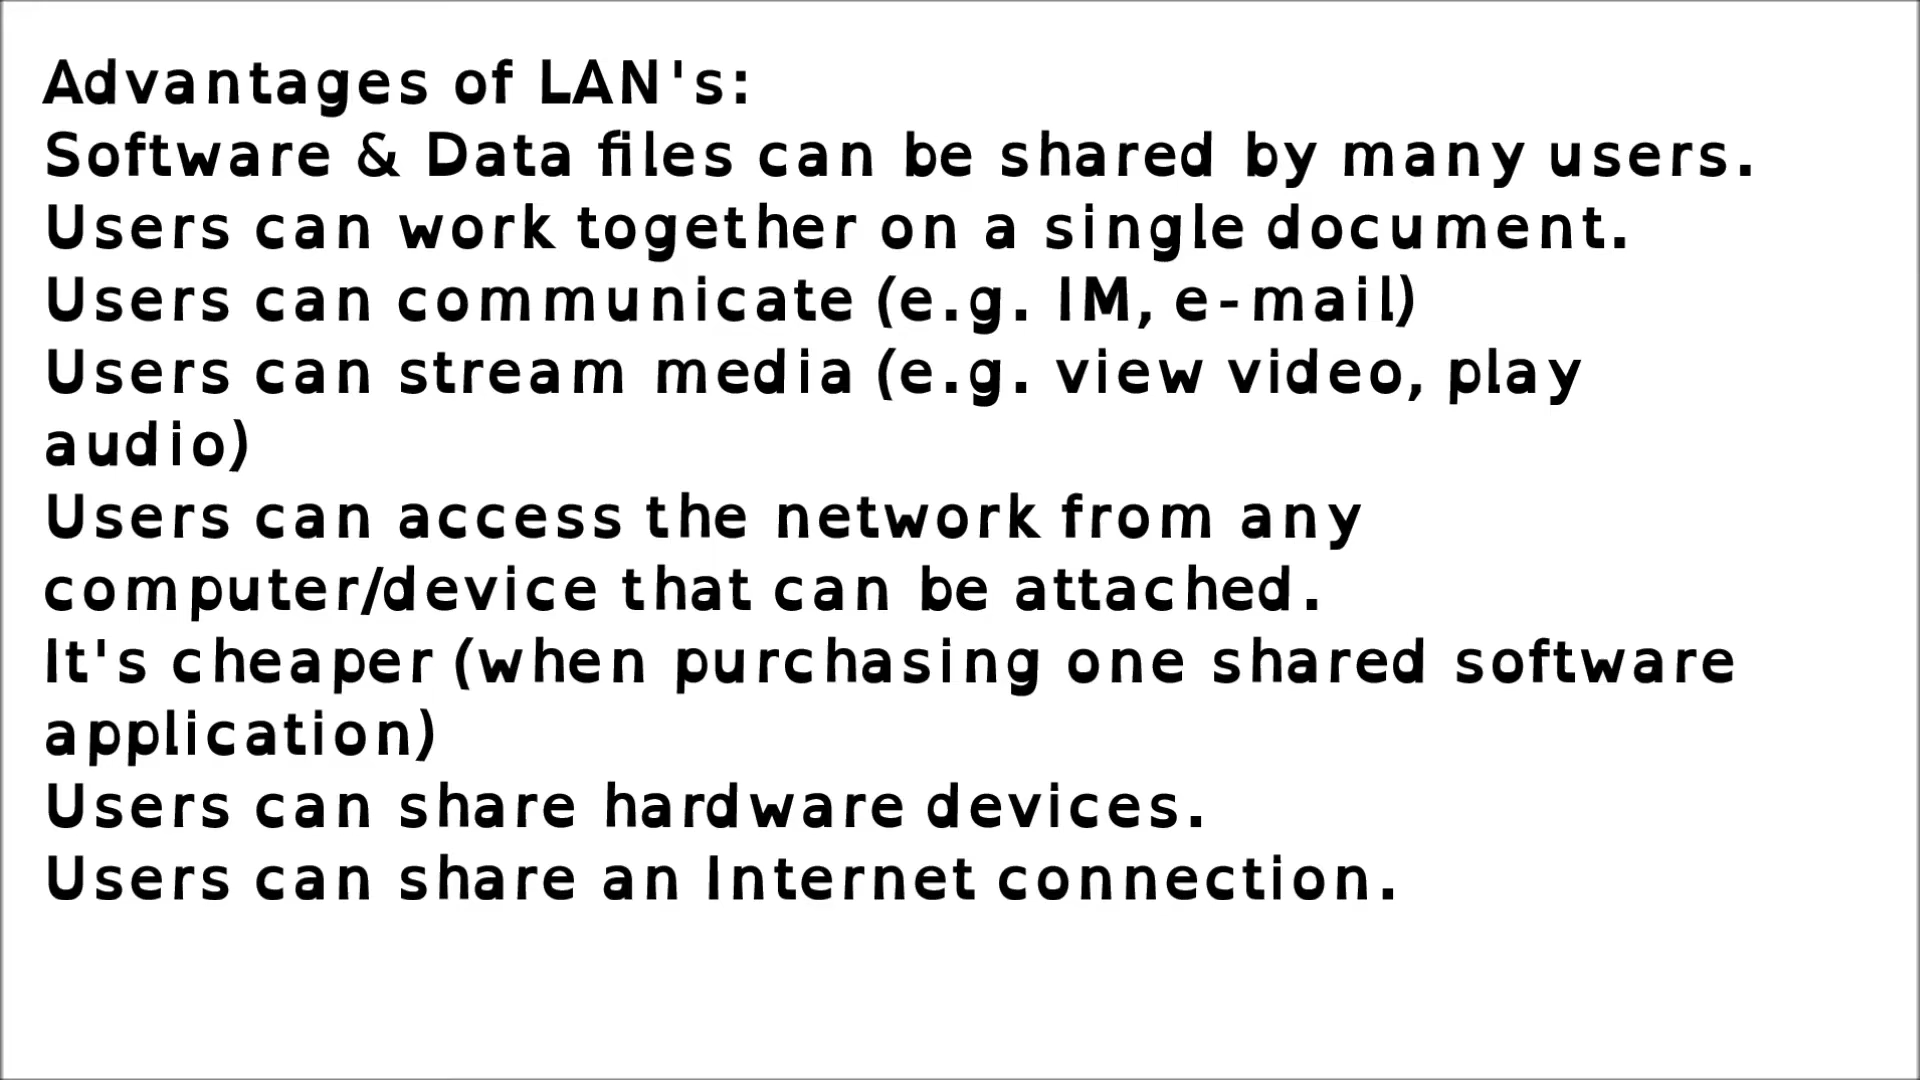 Advantages of LAN's:
Software & Data files can be shared by many users.
Users can work together on a single document.
Users can communicate (e.g. IM, e-mail)
Users can stream media (e.g. view video, play
audio)
Users can access the network from any
computer/device that can be attached.
It's cheaper (when purchasing one shared software
application)
Users can share hardware devices.
Users can share an Internet connection.